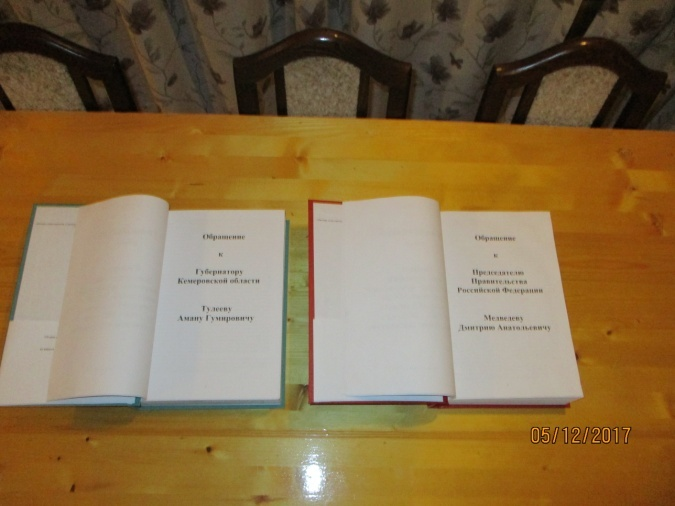 Обращение
к
Губернатору
Кемеровской области
Тулееву
Аману Гумировичу
Обращение
к
Председателю
Правительства
Российской Федерации
Медведеву
Дмитрию Анатольевичу
05/12/2017